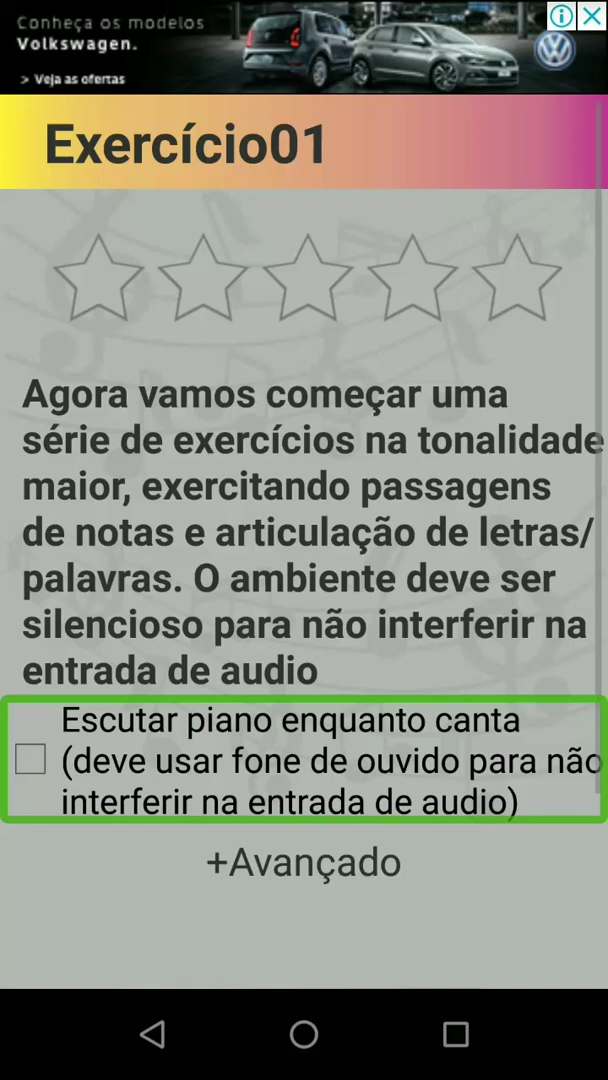 Conheça os modelos
Volkswagen.
> Veja as ofertas
Exercício01
Agora vamos começar uma
série de exercícios na tonalidade
maior, exercitando passagens
de notas e articulação de letras/
palavras. O ambiente deve ser
silencioso para não interferir na
entrada de audio
Escutar piano enquanto canta
(deve usar fone de ouvido para não
interferir na entrada de audio)
+Avançado